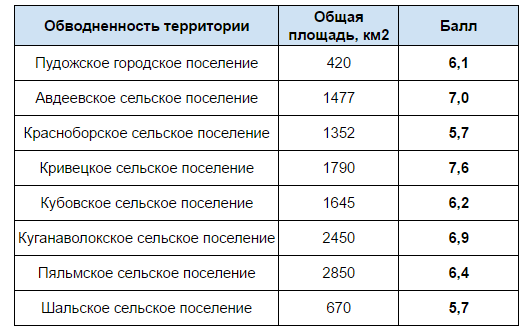 Обводненность территории Общая площадь, км2 Балл
Пудожское городское поселение 420 6,1
Авдеевское сельское поселение 1477 7,0
Красноборское сельское поселение 1352 5,7
Кривецкое сельское поселение 1790 7,6
Кубовское сельское поселение 1645 6,2
Куганаволокское сельское поселение 2450 6,9
Пяльмское сельское поселение 2850 6,4
Шальское сельское поселение 670 5,7